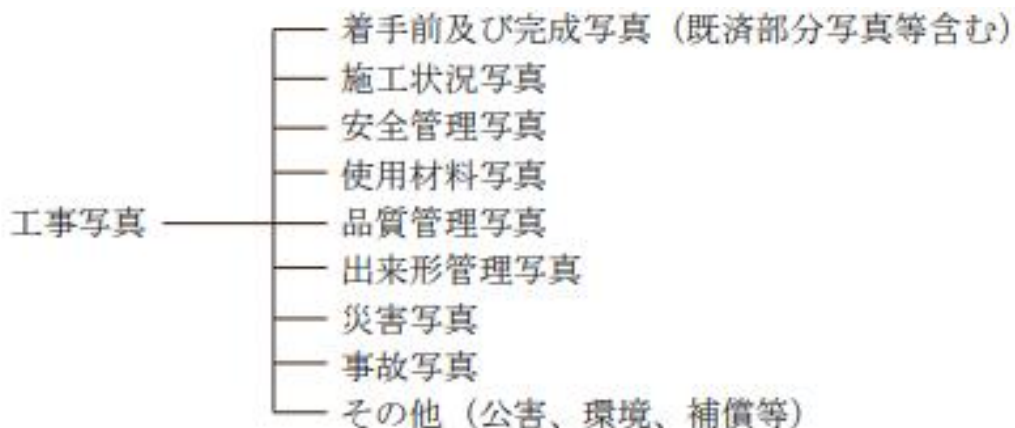 工事写真
着手前及び完成写真（既済部分写真等含む）
施工状況写真
安全管理写真
使用材料写真
品質管理写真
出来形管理写真
災害写真
事故写真
その他（公害、環境、補償等）